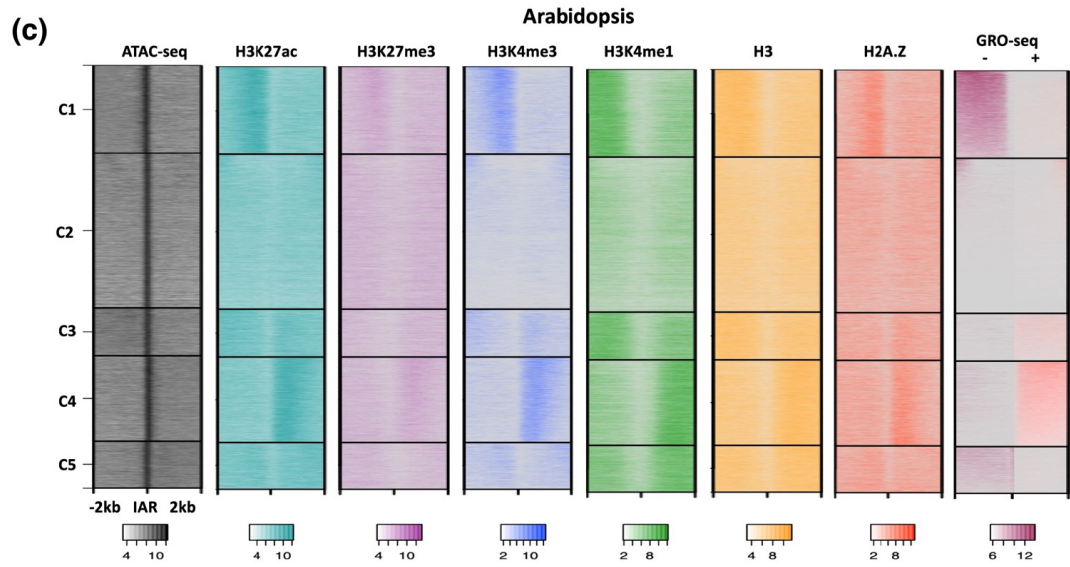 (c)
Arabidopsis
ATAC-seq H3K27ac H3K27me3 H3K4me3 H3K4me1 H3 H2A.Z GRO-seq
- +
C1
C2
C3
C4
C5
-2kb IAR 2kb
4 10 4 10 4 10 2 10 2 8 4 8 2 8 6 12